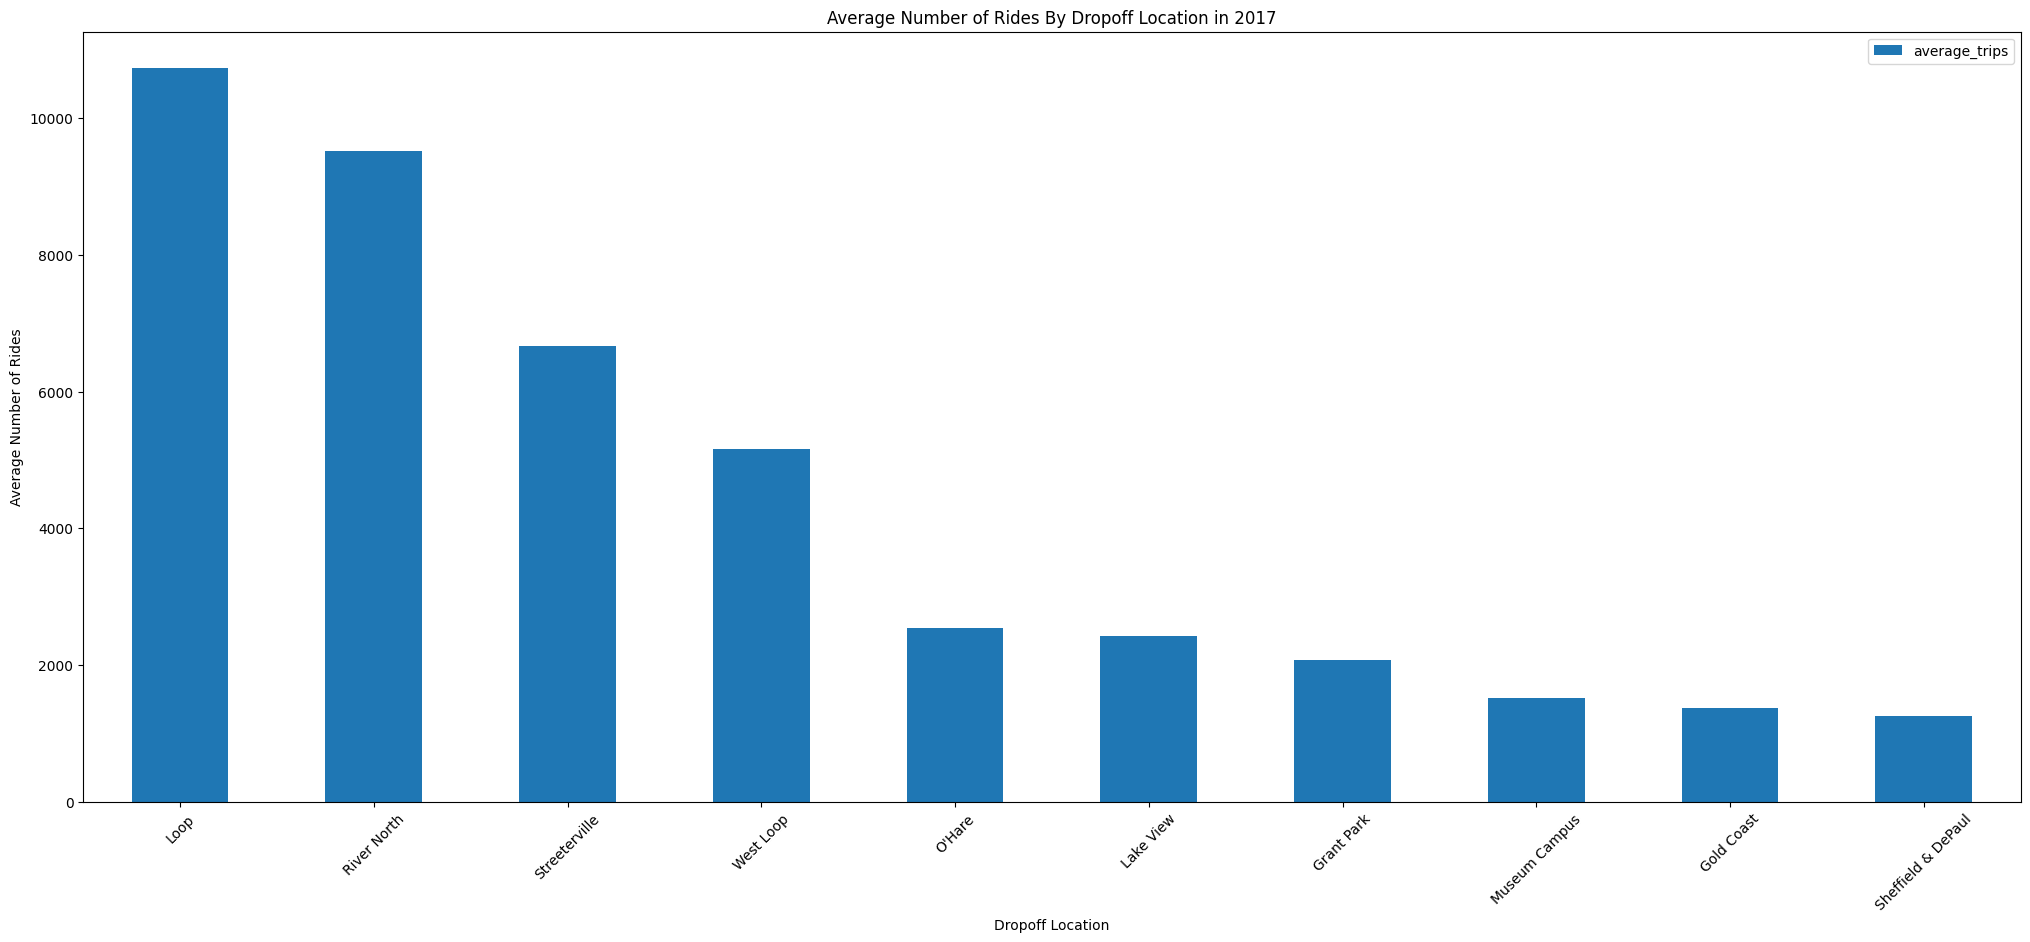 Average Number of Rides By Dropoff Location in 2017
average_trips
Average Number of Rides
10000
8000
6000
4000
2000
0
Loop
River North
Streeterville
West Loop
O'Hare
Lake View
Grant Park
Museum Campus
Gold Coast
Sheffield & DePaul
Dropoff Location